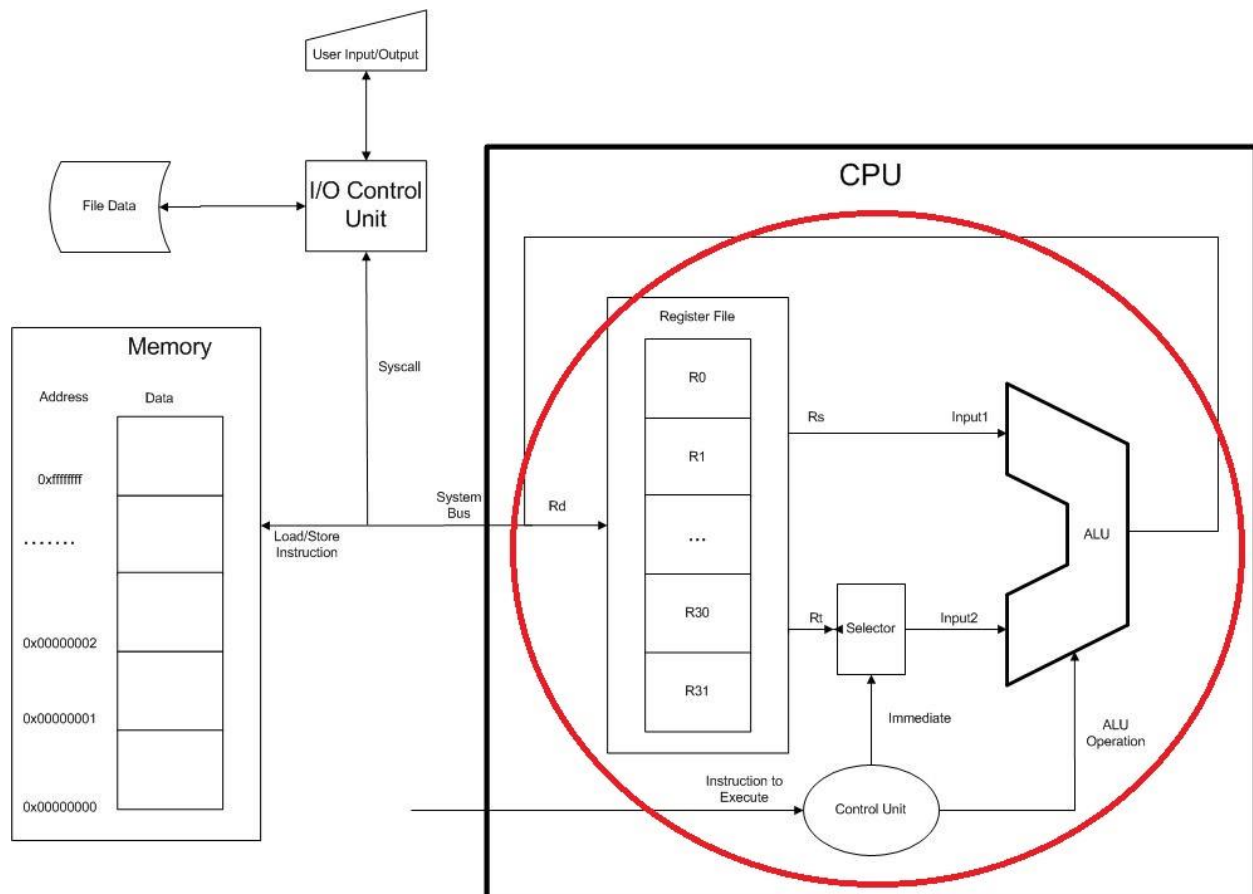 User Input/Output
I/O Control
Unit
File Data
CPU
Memory
Address
Data
0xffffffff
.......
0x00000002
0x00000001
0x00000000
Syscall
System
Bus
Load/Store
Instruction
Rd
Register File
R0
R1
...
R30
R31
Rs
Input1
Rt
Selector
Input2
ALU
Immediate
ALU
Operation
Instruction to
Execute
Control Unit